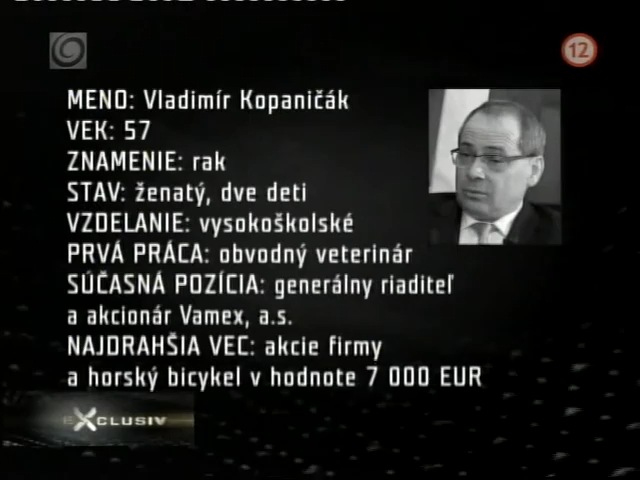 12
MENO: Vladimír Kopaničák
VEK: 57
ZNAMENIE: rak
STAV: ženatý, dve deti
VZDELANIE: vysokoškolské
PRVÁ PRÁCA: obvodný veterinár
SÚČASNÁ POZÍCIA: generálny riaditeľ
a akcionár Vamex, a.s.
NAJDRAHŠIA VEC: akcie firmy
a horský bicykel v hodnote 7 000 EUR
EXCLUSIV